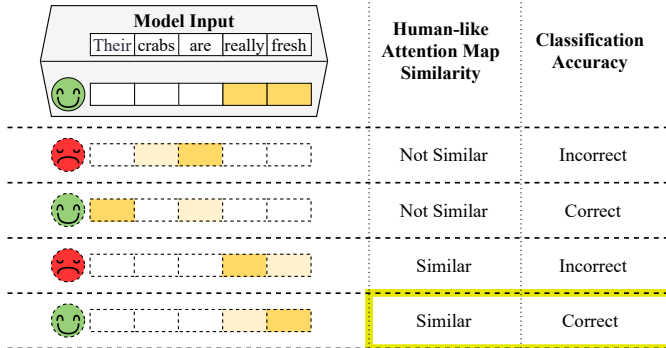 Model Input
Their crabs are really fresh
Human-like
Attention Map
Similarity
Classification
Accuracy
Not Similar Incorrect
Not Similar Correct
Similar Incorrect
Similar Correct